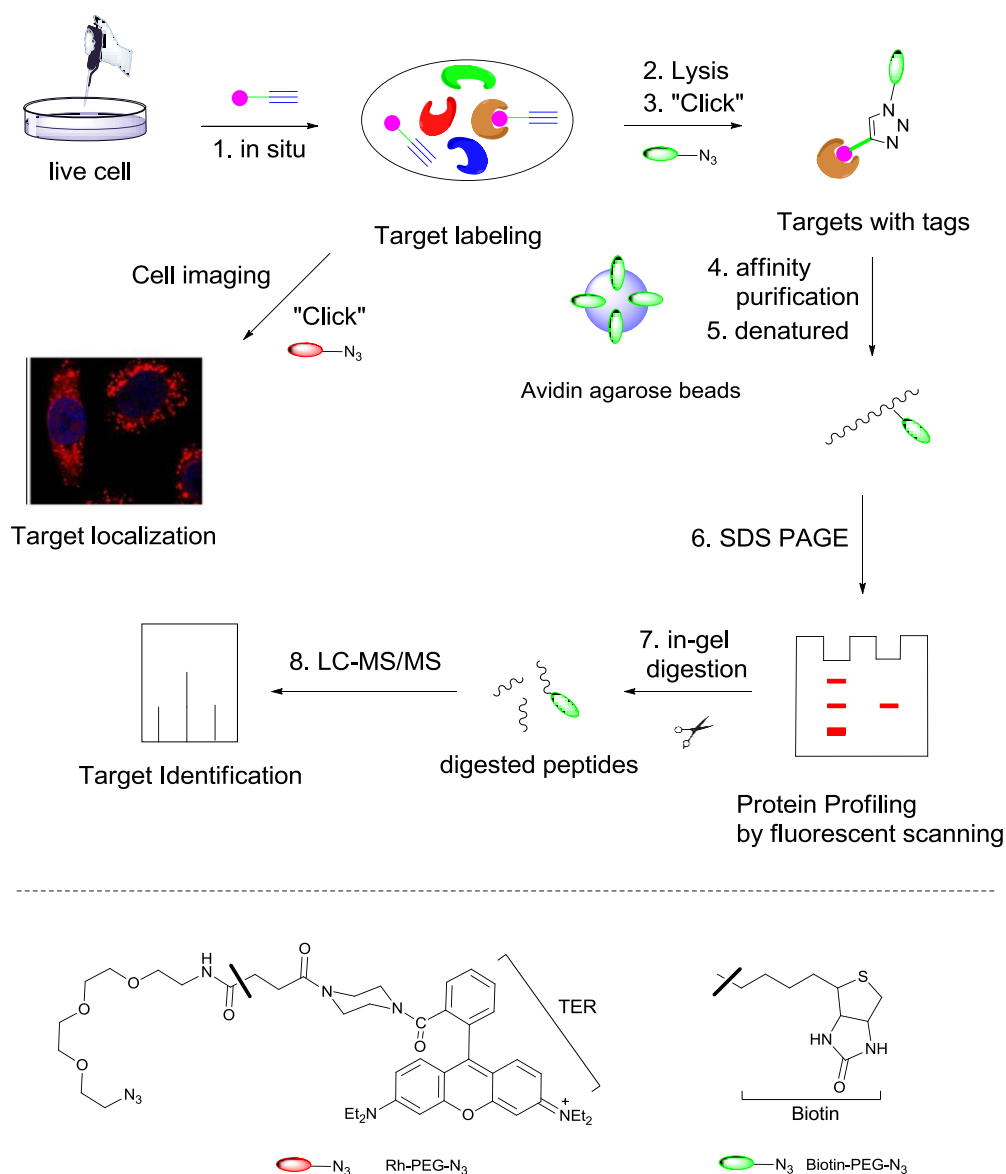 live cell
1. in situ
Target labeling
2. Lysis
3. "Click"
N3
N
N
N
Targets with tags
Cell imaging
"Click"
N3
Target localization
4. affinity
purification
5. denatured
Avidin agarose beads
6. SDS PAGE
7. in-gel
digestion
8. LC-MS/MS
Target Identification
digested peptides
Protein Profiling
by fluorescent scanning
O
H
N
O
O
O
N3
O
O
N
N
C
O
TER
Et2N
O
+
NEt2
S
HN
NH
O
Biotin
N3 Rh-PEG-N3
N3 Biotin-PEG-N3